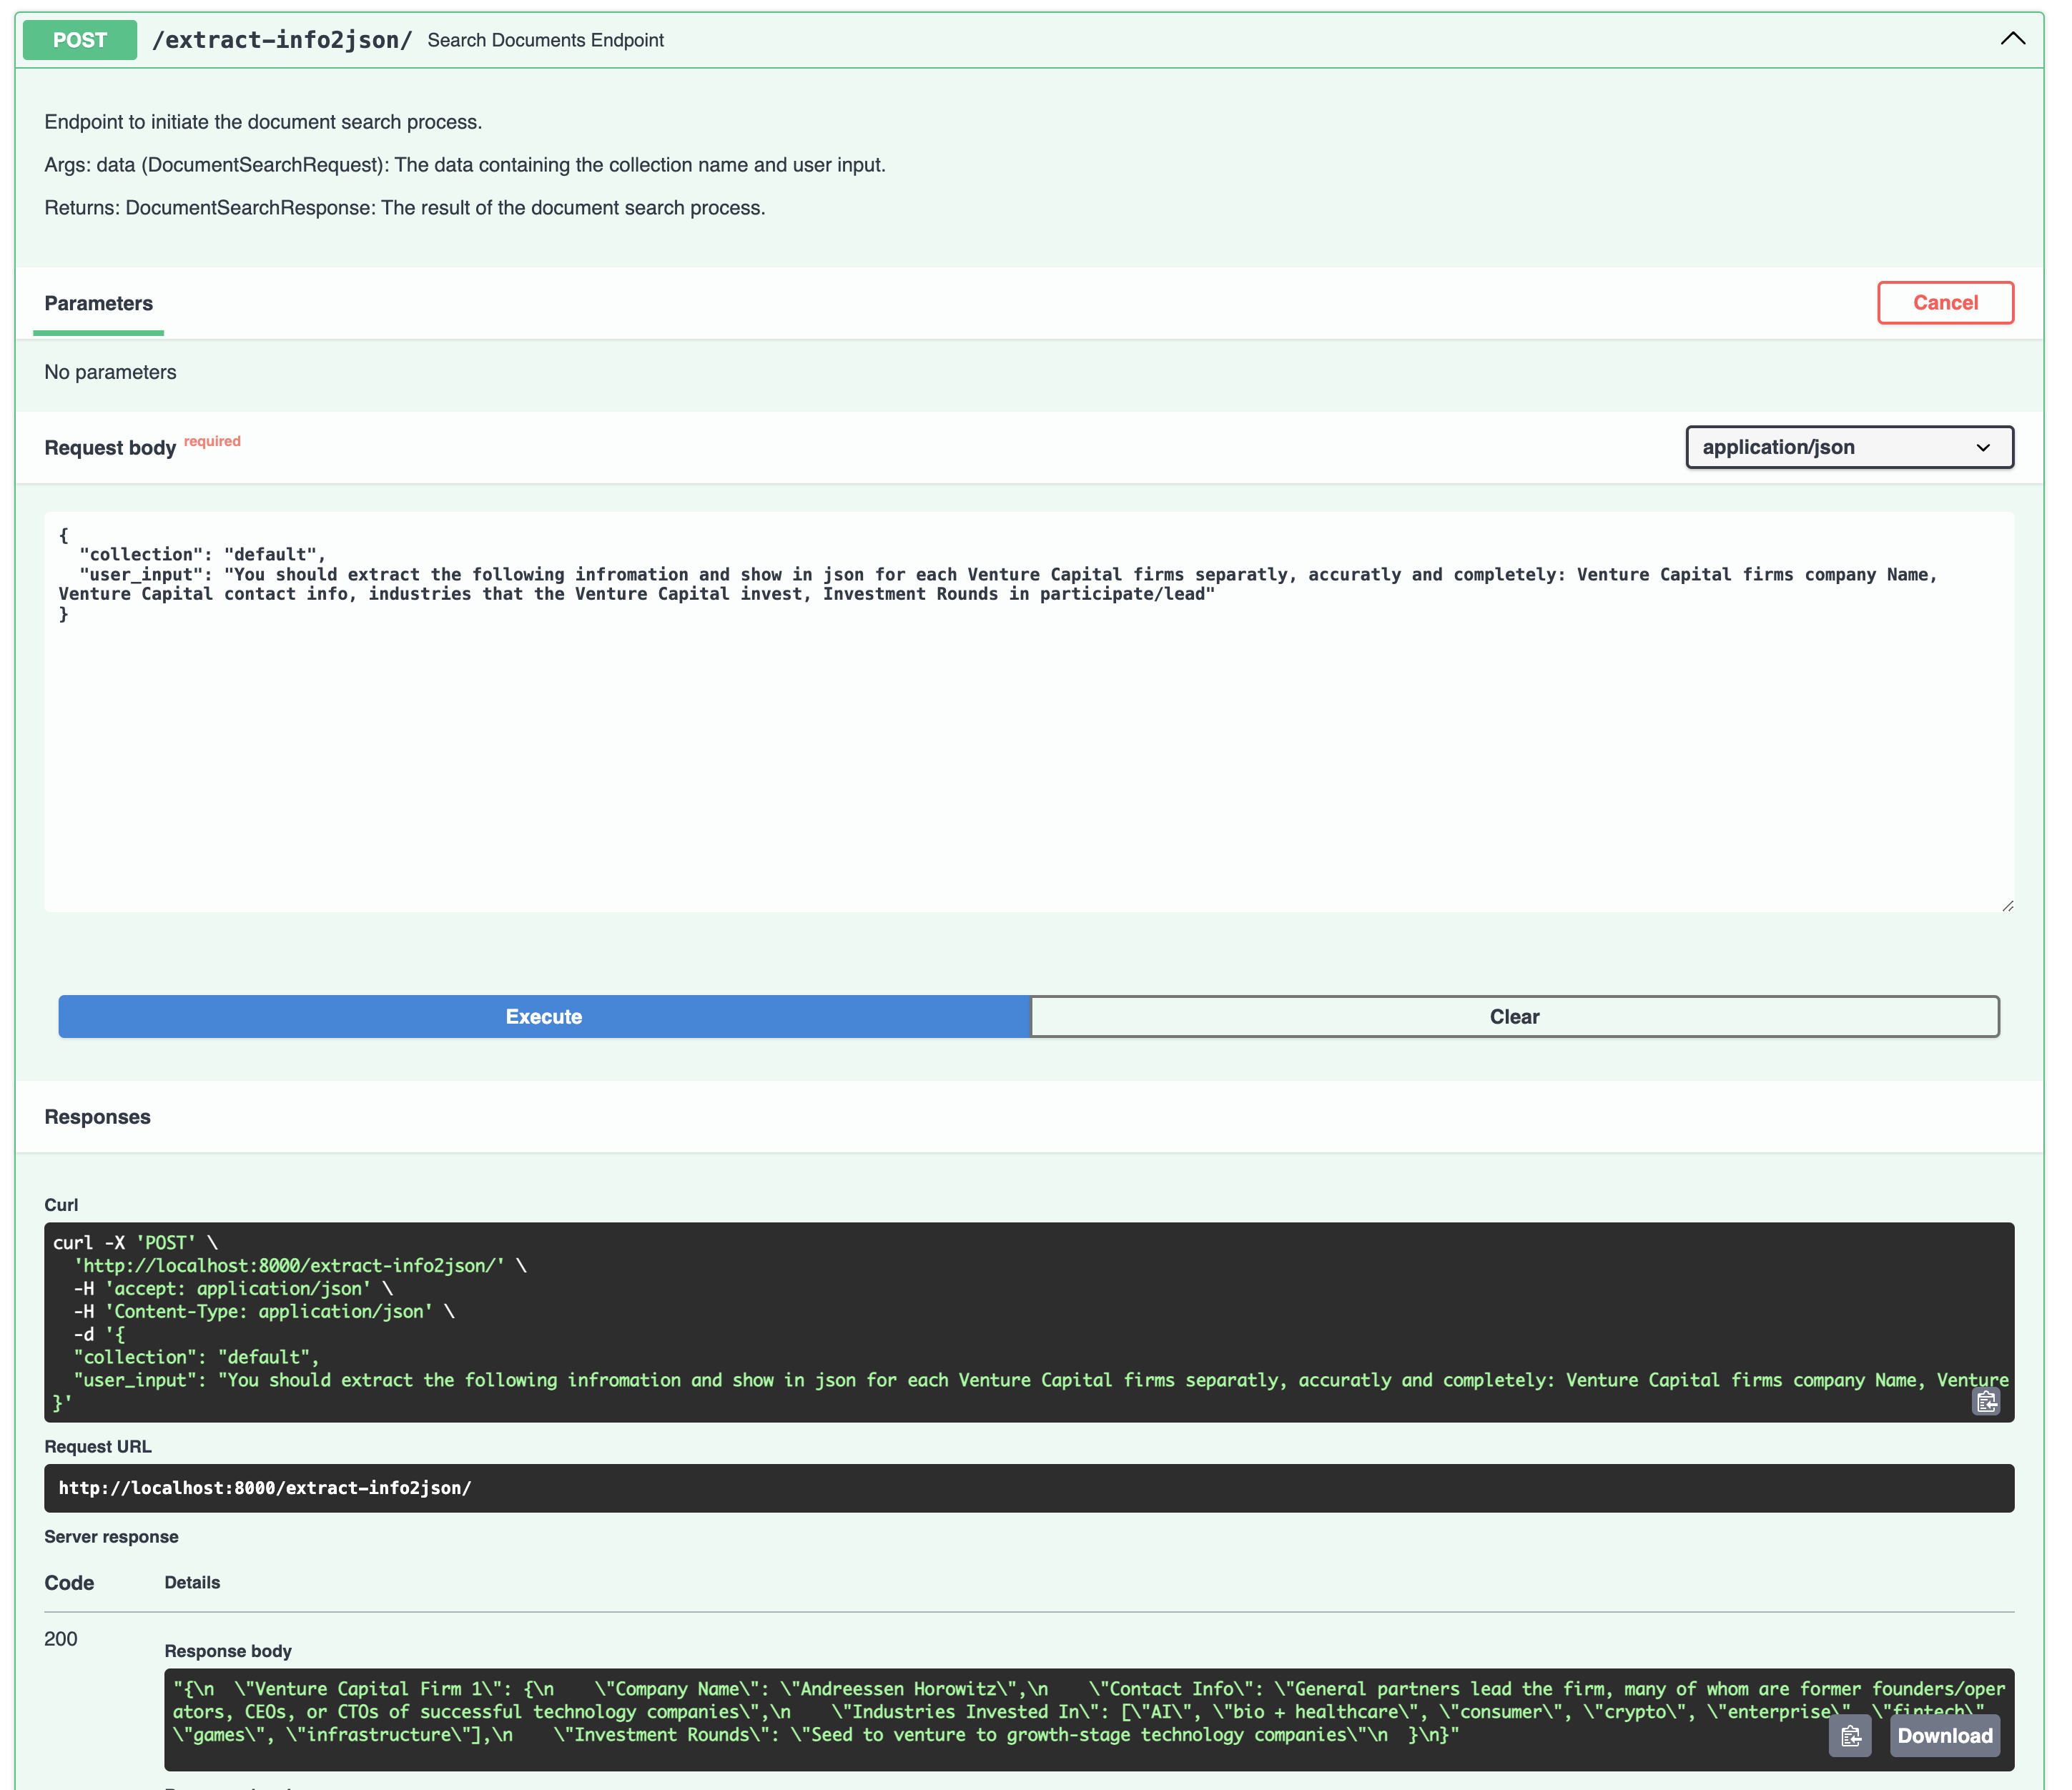 POST /extract-info2json/ Search Documents Endpoint
Endpoint to initiate the document search process.
Args: data (DocumentSearchRequest): The data containing the collection name and user input.
Returns: DocumentSearchResponse: The result of the document search process.
Parameters
Cancel
No parameters
Request body required
application/json
{
  "collection": "default",
  "user_input": "You should extract the following infromation and show in json for each Venture Capital firms separatly, accuratly and completely: Venture Capital firms company Name,
Venture Capital contact info, industries that the Venture Capital invest, Investment Rounds in participate/lead"
}
Execute
Clear
Responses
Curl
curl -X 'POST' \
  'http://localhost:8000/extract-info2json/' \
  -H 'accept: application/json' \
  -H 'Content-Type: application/json' \
  -d '{
  "collection": "default",
  "user_input": "You should extract the following infromation and show in json for each Venture Capital firms separatly, accuratly and completely: Venture Capital firms company Name, Venture
}'
Request URL
http://localhost:8000/extract-info2json/
Server response
Code Details
200
Response body
"{\n  \"Venture Capital Firm 1\": {\n    \"Company Name\": \"Andreessen Horowitz\",\n    \"Contact Info\": \"General partners lead the firm, many of whom are former founders/oper
ators, CEOs, or CTOs of successful technology companies\",\n    \"Industries Invested In\": [\"AI\", \"bio + healthcare\", \"consumer\", \"crypto\", \"enterprise\", \"fintech\",
\"games\", \"infrastructure\"],\n    \"Investment Rounds\": \"Seed to venture to growth-stage technology companies\"\n  }\n}"
Download